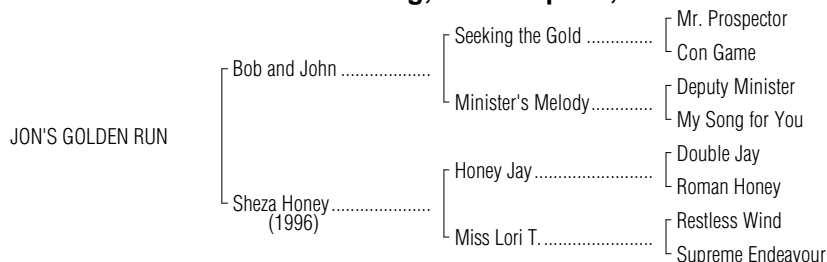 Mr. Prospector
Seeking the Gold ..............
Con Game
Bob and John ...................
Deputy Minister
Minister's Melody.............
My Song for You
JON'S GOLDEN RUN
Double Jay
Honey Jay .........................
Roman Honey
Sheza Honey.....................
(1996)
Restless Wind
Miss Lori T. .......................
Supreme Endeavour